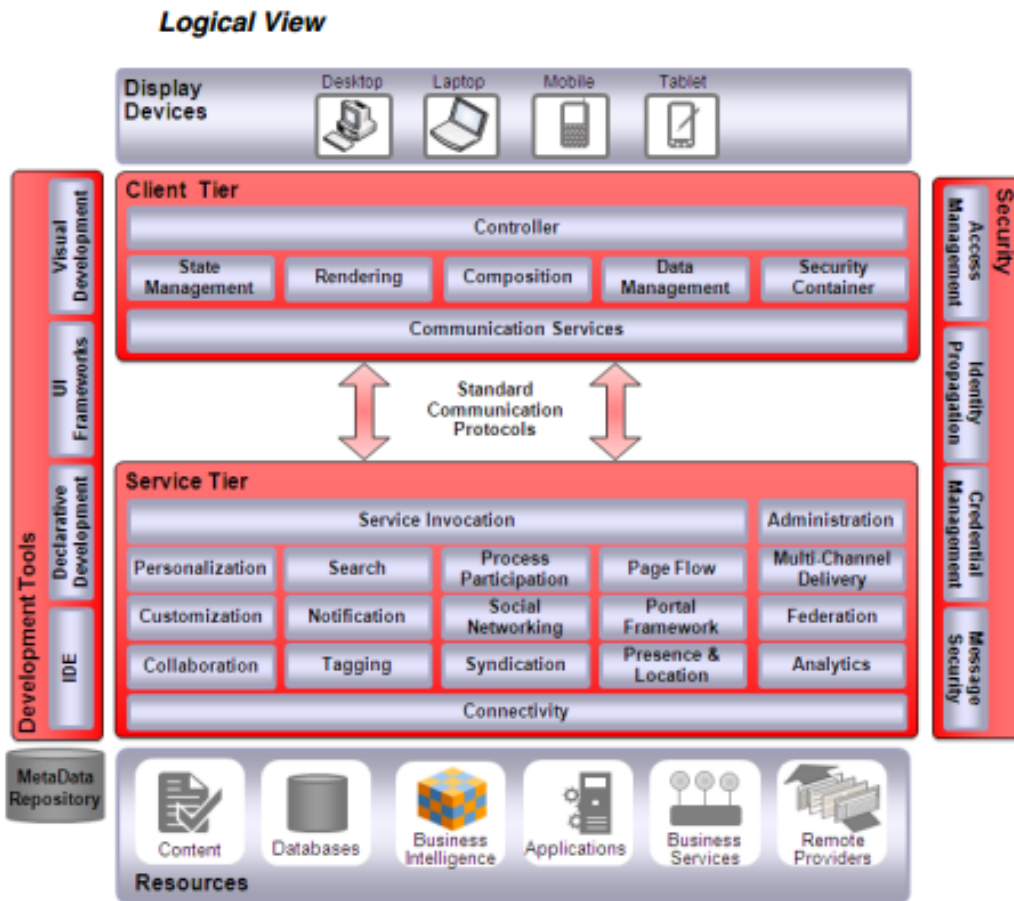 Logical View
Display
Devices
Desktop
Laptop
Mobile
Tablet
Client Tier
Controller
State
Management
Rendering
Composition
Data
Management
Security
Container
Communication Services
Standard
Communication
Protocols
Service Tier
Service Invocation
Administration
Personalization
Search
Process
Participation
Page Flow
Multi-Channel
Delivery
Customization
Notification
Social
Networking
Portal
Framework
Federation
Collaboration
Tagging
Syndication
Presence &
Location
Analytics
Connectivity
Development Tools
Visual
Development
UI
Frameworks
Declarative
Development
IDE
Security
Access
Management
Identity
Propagation
Credential
Management
Message
Security
MetaData
Repository
Content
Databases
Business
Intelligence
Applications
Business
Services
Remote
Providers
Resources